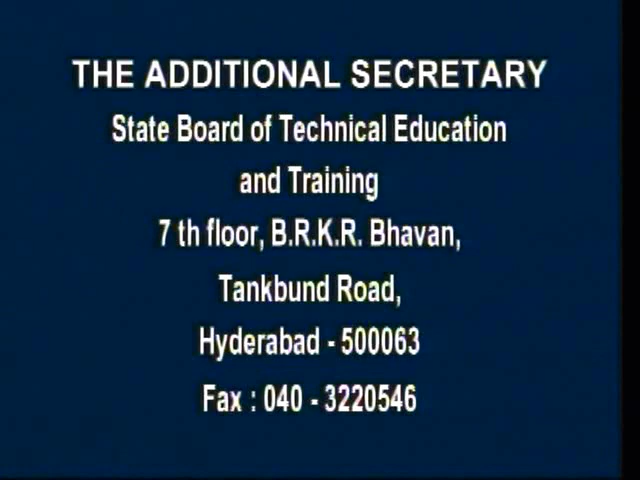 THE ADDITIONAL SECRETARY
State Board of Technical Education
and Training
7 th floor, B.R.K.R. Bhavan,
Tankbund Road,
Hyderabad - 500063
Fax : 040 - 3220546